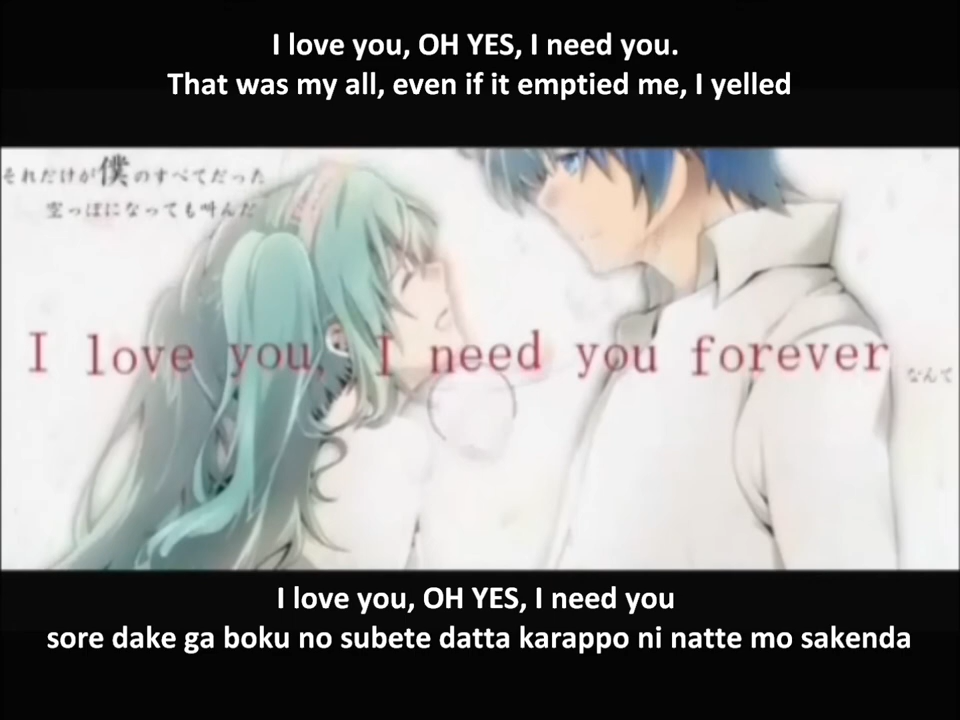 I love you, OH YES, I need you.
That was my all, even if it emptied me, I yelled
それだけが僕のすべてだった
空っぽになっても叫んだ
I love you, I need you forever
なんて
I love you, OH YES, I need you
sore dake ga boku no subete datta karappo ni natte mo sakenda